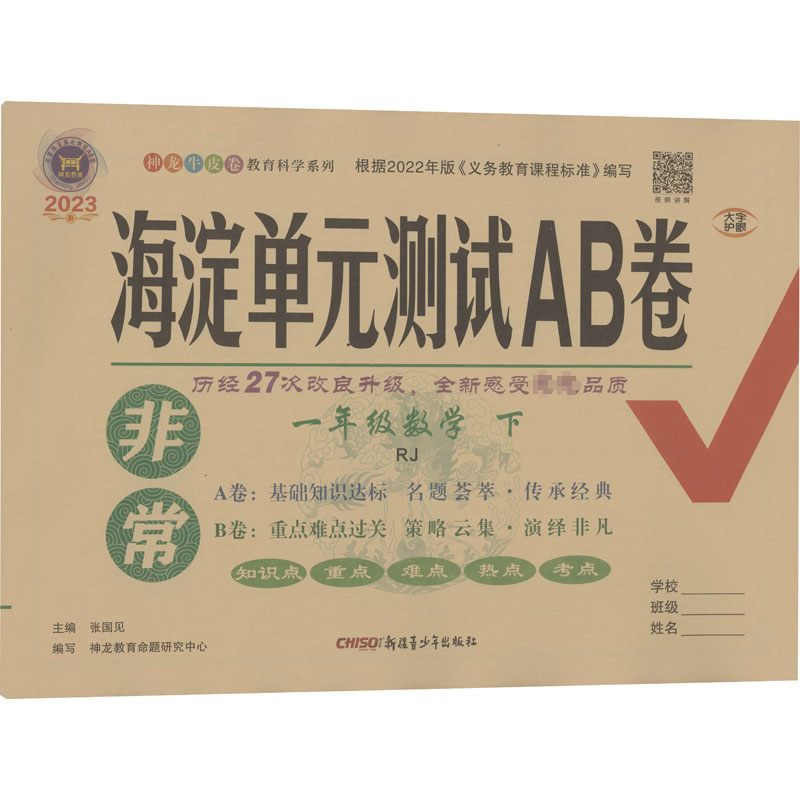 神龙牛皮卷 教育科学系列 根据2022年版《义务教育课程标准》编写
视频讲解
神龙教育
2023
卷
大字
护眼
海淀单元测试AB卷
历经27次改良升级，全新感受 品质
非常
一年级数学 下
RJ
A卷：基础知识达标 名题荟萃·传承经典
B卷：重点难点过关 策略云集·演绎非凡
知识点 重点 难点 热点 考点
学校
班级
姓名
主编 张国见
编写 神龙教育命题研究中心
CHISO 新疆青少年出版社